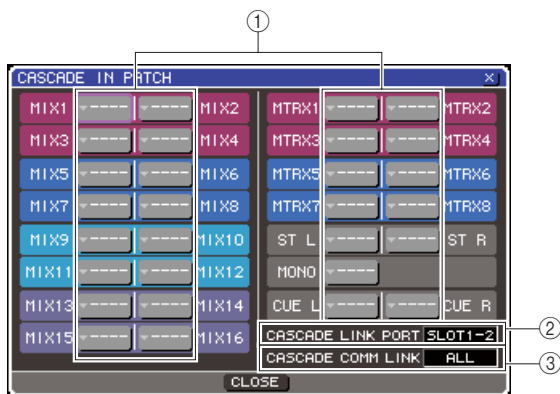 ①
CASCADE IN PATCH X
MIX1 ---- ---- MIX2 MTRX1 ---- ---- MTRX2
MIX3 ---- ---- MIX4 MTRX3 ---- ---- MTRX4
MIX5 ---- ---- MIX6 MTRX5 ---- ---- MTRX6
MIX7 ---- ---- MIX8 MTRX7 ---- ---- MTRX8
MIX9 ---- ---- MIX10 ST L ---- ---- ST R
MIX11 ---- ---- MIX12 MONO ----
MIX13 ---- ---- MIX14 CUE L ---- ---- CUE R
MIX15 ---- ---- MIX16 CASCADE LINK PORT SLOT1-2 ②
CASCADE COMM LINK ALL ③
CLOSE